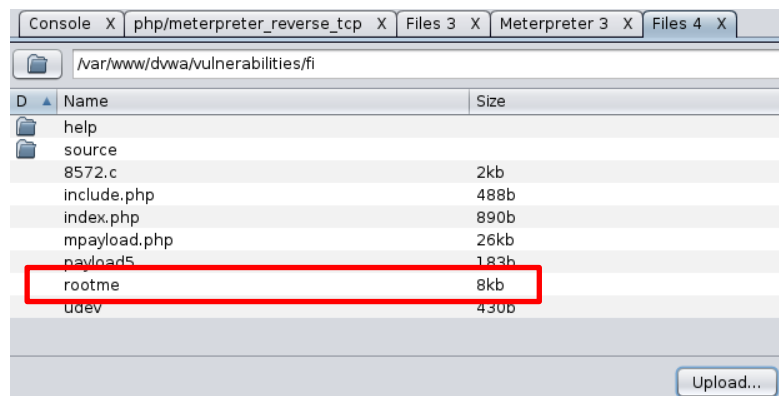 Console X php/meterpreter_reverse_tcp X Files 3 X Meterpreter 3 X Files 4 X
/var/www/dvwa/vulnerabilities/fi
D Name Size
help
source
8572.c 2kb
include.php 488b
index.php 890b
mpayload.php 26kb
payload5 183b
rootme 8kb
udev 430b
Upload...